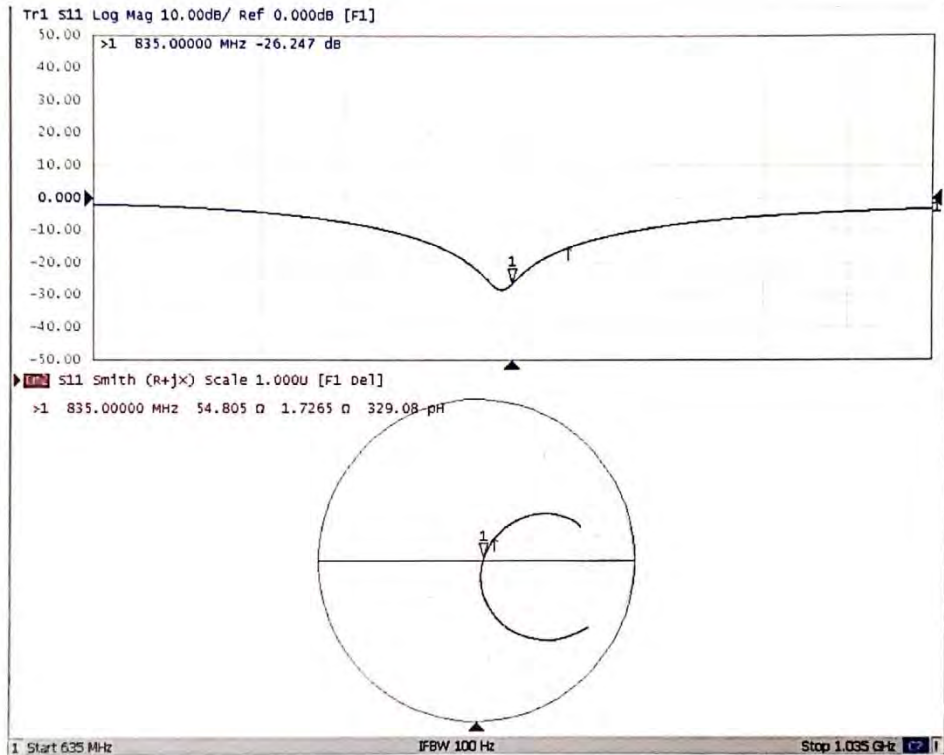 Tr1 S11 Log Mag 10.00dB/ Ref 0.000dB [F1]
50.00
>1 835.00000 MHz -26.247 dB
40.00
30.00
20.00
10.00
0.000
1
-10.00
-20.00
1
-30.00
-40.00
-50.00
Tr2 S11 Smith (R+jX) Scale 1.000U [F1 Del]
>1 835.00000 MHz 54.805 Ω 1.7265 Ω 329.08 pH
1
1 Start 635 MHz IFBW 100 Hz Stop 1.035 GHz C?